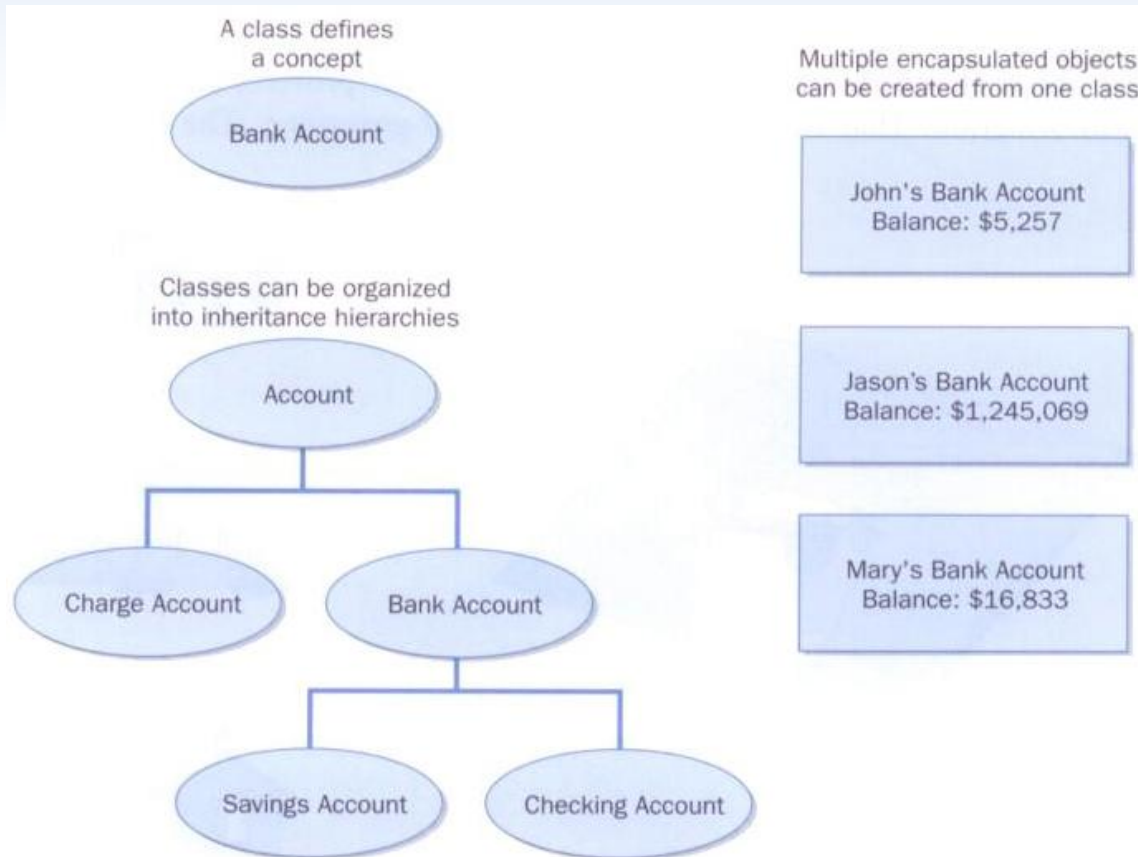 A class defines
a concept
Bank Account
Classes can be organized
into inheritance hierarchies
Account
Charge Account
Bank Account
Savings Account
Checking Account
Multiple encapsulated objects
can be created from one class
John's Bank Account
Balance: $5,257
Jason's Bank Account
Balance: $1,245,069
Mary's Bank Account
Balance: $16,833